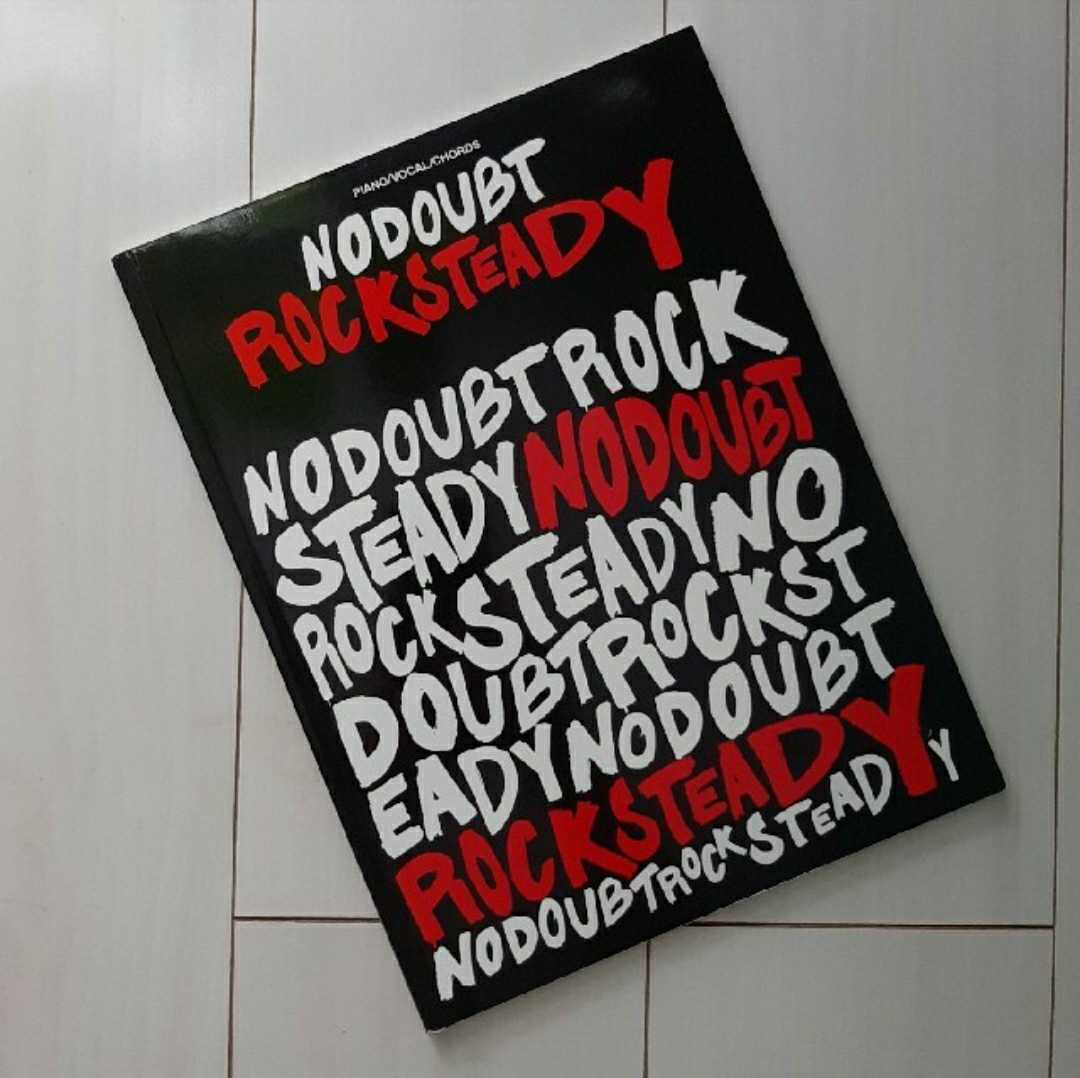 PIANO/VOCAL/CHORDS
NODOUBT
ROCKSTEADY
NODOUBTROCK
STEADYNODOUBT
ROCKSTEADYNO
DOUBTROCKST
EADYNODOUBT
ROCKSTEADY
NODOUBTROCKSTEADY